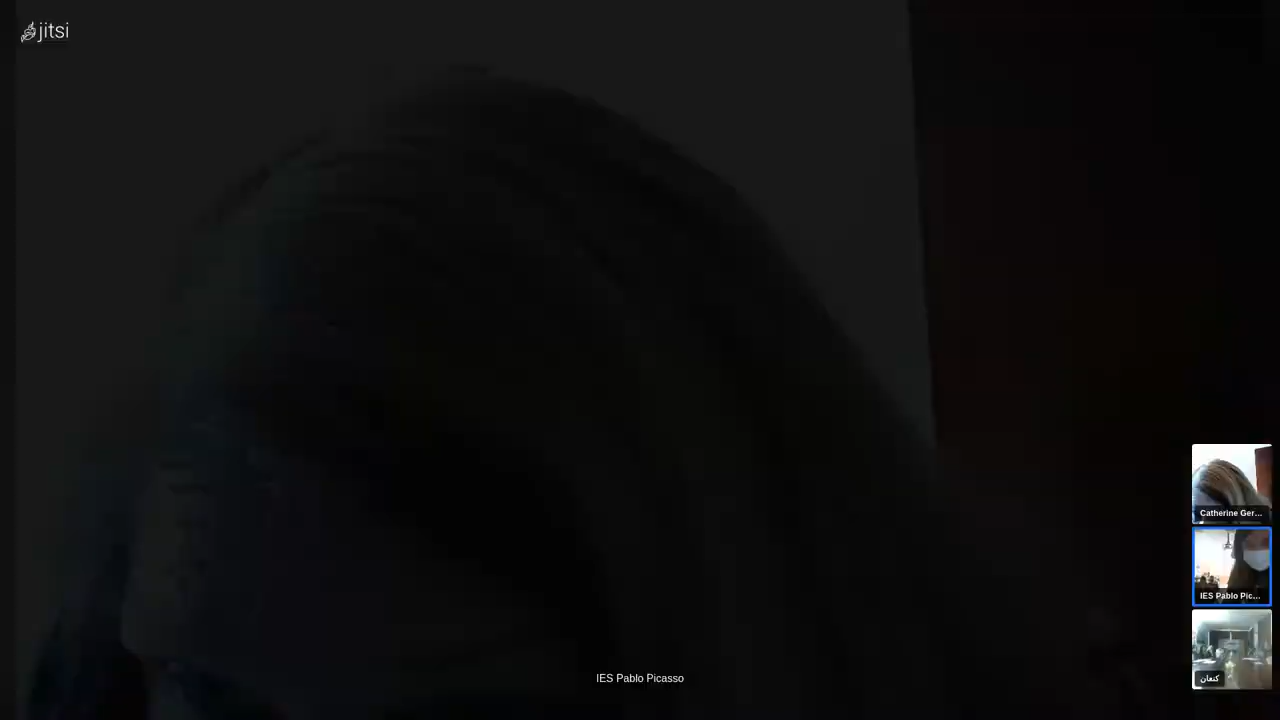 jitsi
Catherine Ger...
IES Pablo Pic...
كنعان
IES Pablo Picasso